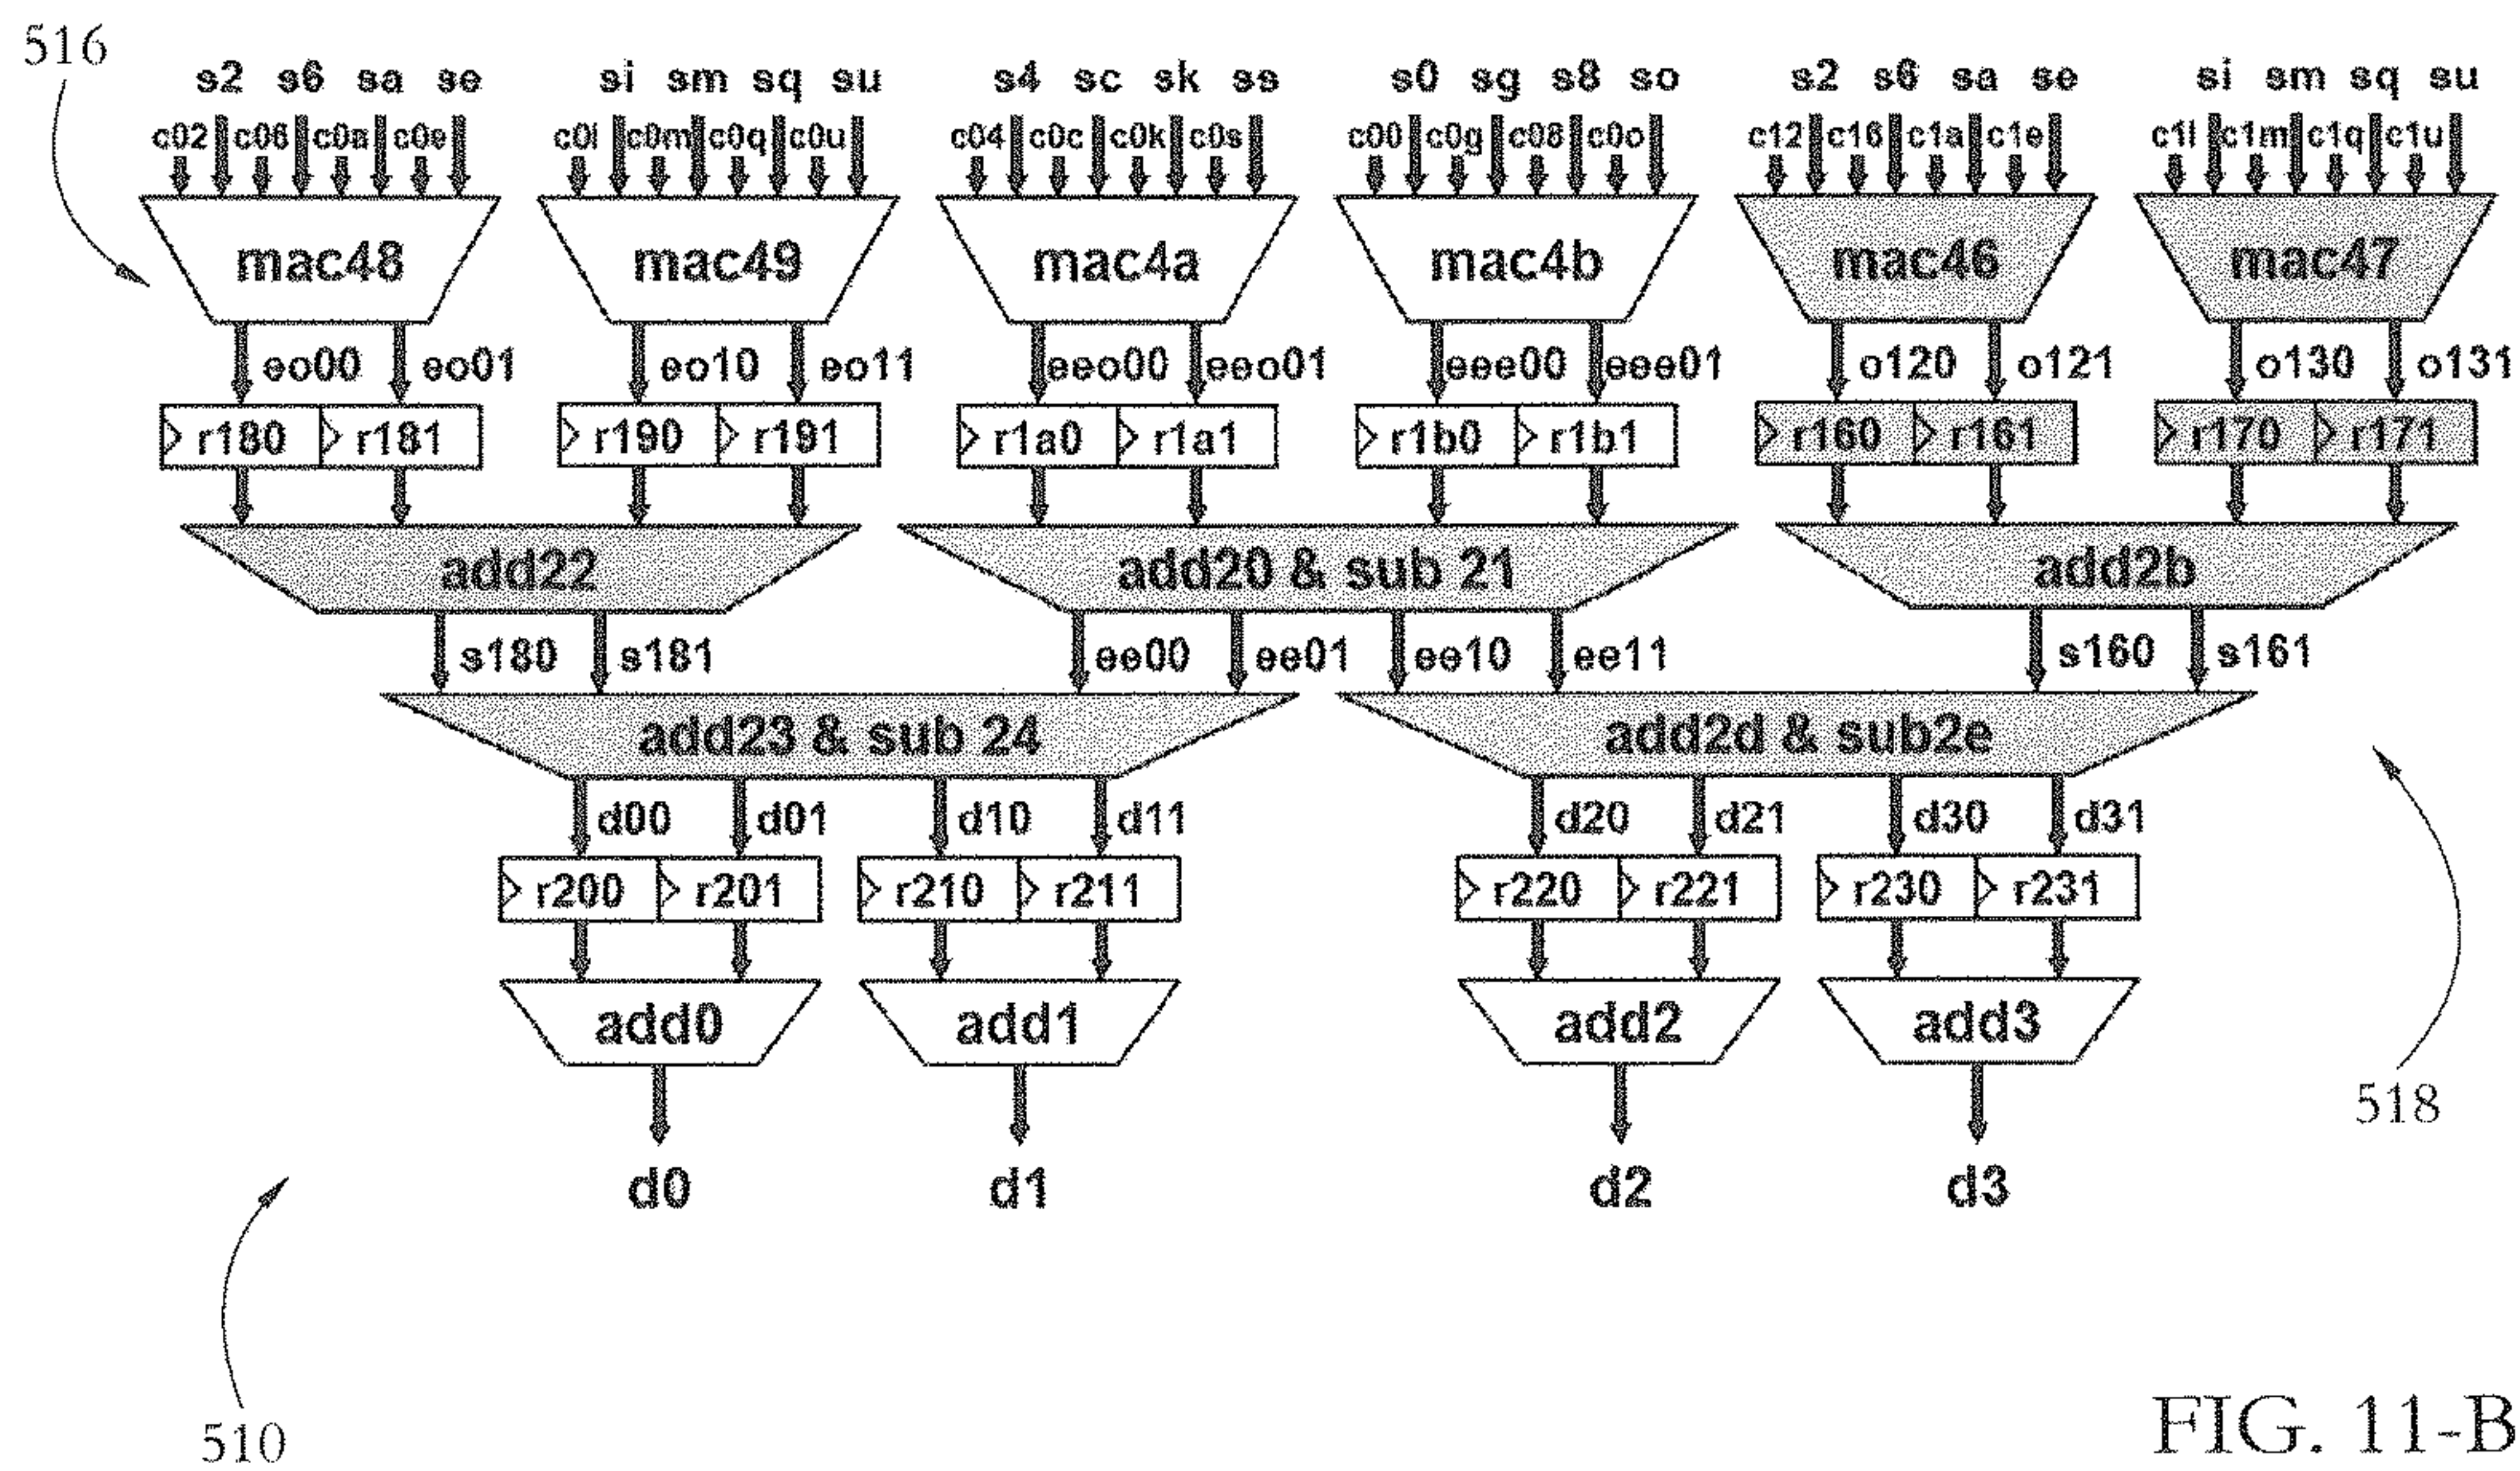 516
s2 s6 sa se si sm sq su s4 sc sk ss s0 sg s8 so s2 s6 sa se si sm sq su
c02 c06 c0a c0e c0i c0m c0q c0u c04 c0c c0k c0s c00 c0g c08 c0o c12 c16 c1a c1e c1i c1m c1q c1u
mac48 mac49 mac4a mac4b mac46 mac47
eo00 eo01 eo10 eo11 eeo00 eeo01 eee00 eee01 o120 o121 o130 o131
r180 r181 r190 r191 r1a0 r1a1 r1b0 r1b1 r160 r161 r170 r171
add22 add20 & sub 21 add2b
s180 s181 ee00 ee01 ee10 ee11 s160 s161
add23 & sub 24 add2d & sub2e
d00 d01 d10 d11 d20 d21 d30 d31
r200 r201 r210 r211 r220 r221 r230 r231
add0 add1 add2 add3
518
d0 d1 d2 d3
510
FIG. 11-B